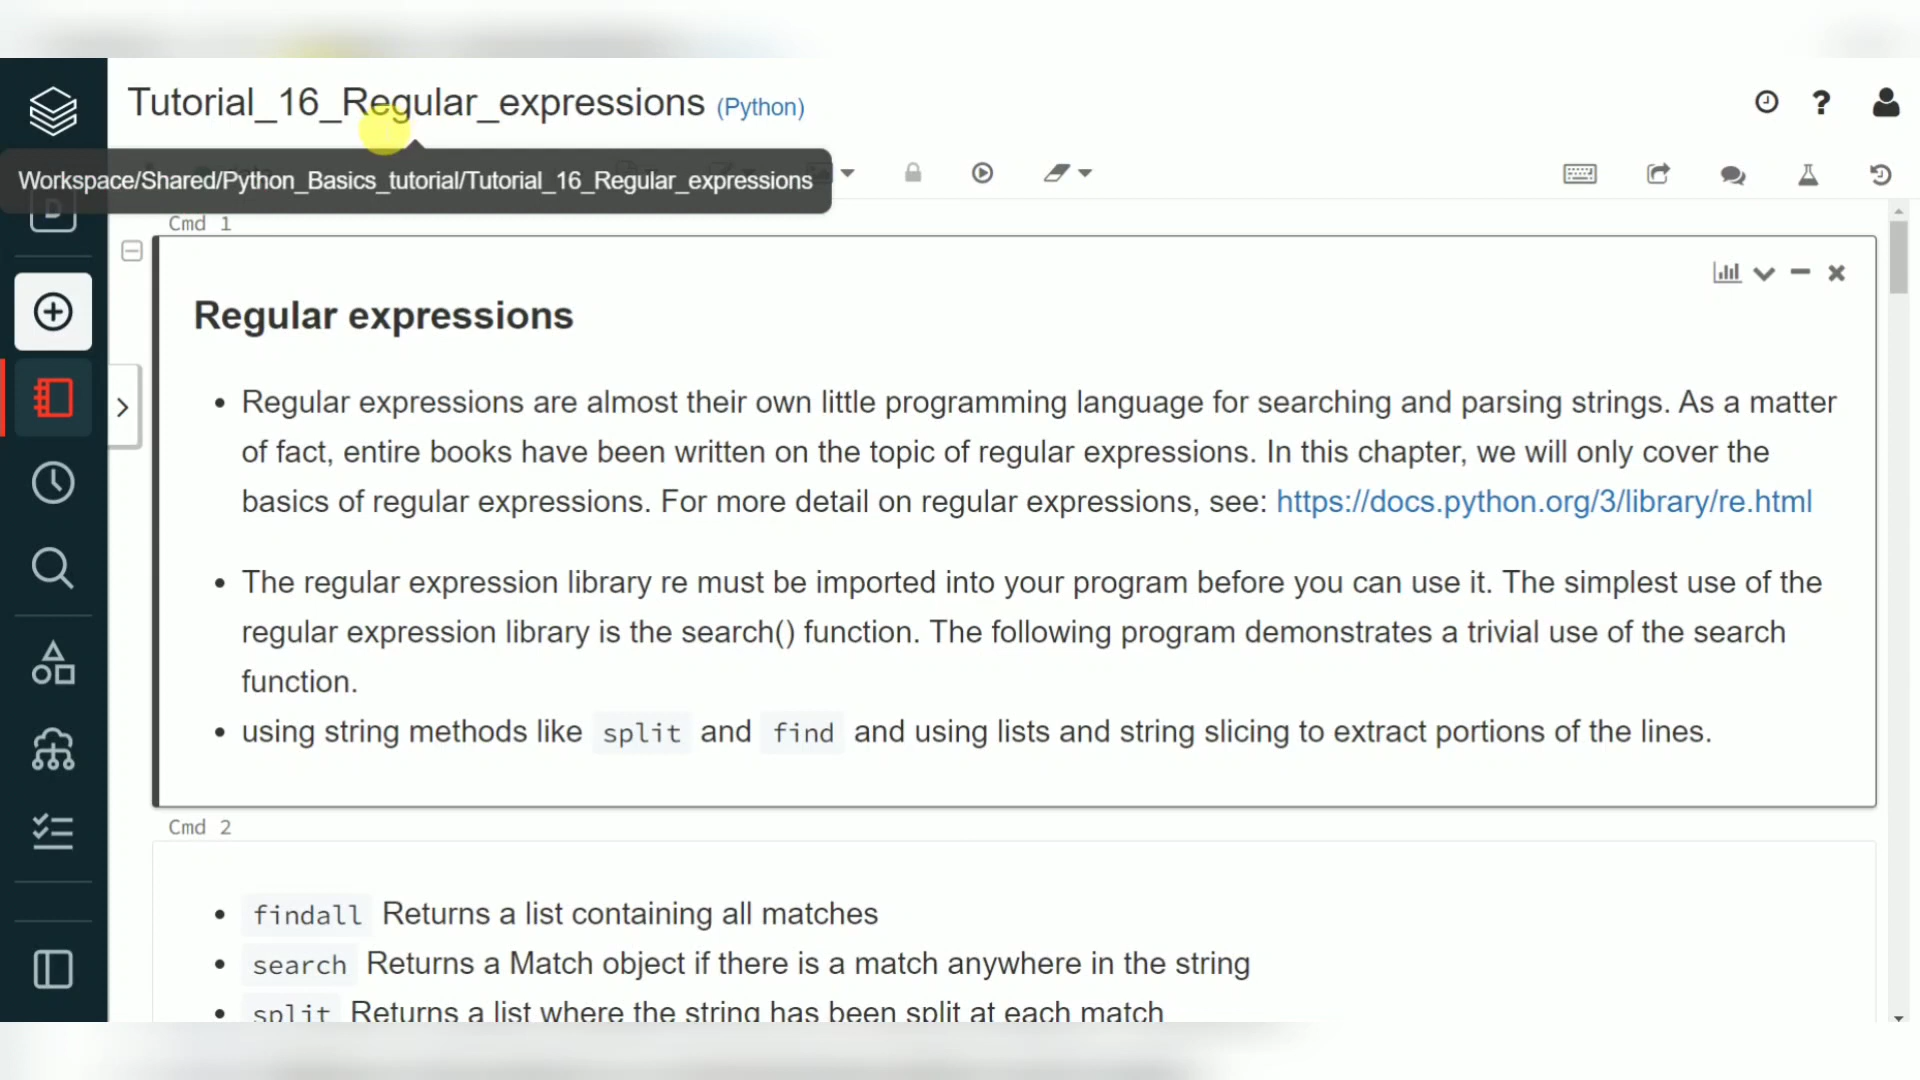 Tutorial_16_Regular_expressions (Python)
Workspace/Shared/Python_Basics_tutorial/Tutorial_16_Regular_expressions
D
Cmd 1
Regular expressions
• Regular expressions are almost their own little programming language for searching and parsing strings. As a matter
of fact, entire books have been written on the topic of regular expressions. In this chapter, we will only cover the
basics of regular expressions. For more detail on regular expressions, see: https://docs.python.org/3/library/re.html
• The regular expression library re must be imported into your program before you can use it. The simplest use of the
regular expression library is the search() function. The following program demonstrates a trivial use of the search
function.
• using string methods like split and find and using lists and string slicing to extract portions of the lines.
Cmd 2
• findall Returns a list containing all matches
• search Returns a Match object if there is a match anywhere in the string
• split Returns a list where the string has been split at each match